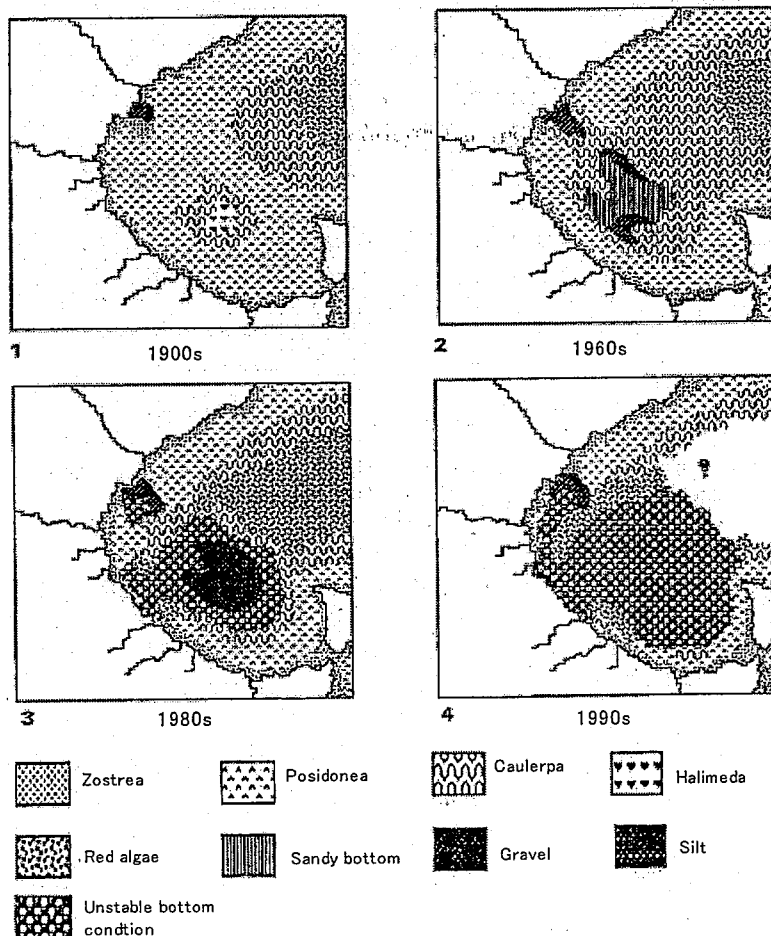 1 1900s
2 1960s
3 1980s
4 1990s
Zostrea
Posidonea
Caulerpa
Halimeda
Red algae
Sandy bottom
Gravel
Silt
Unstable bottom
condtion